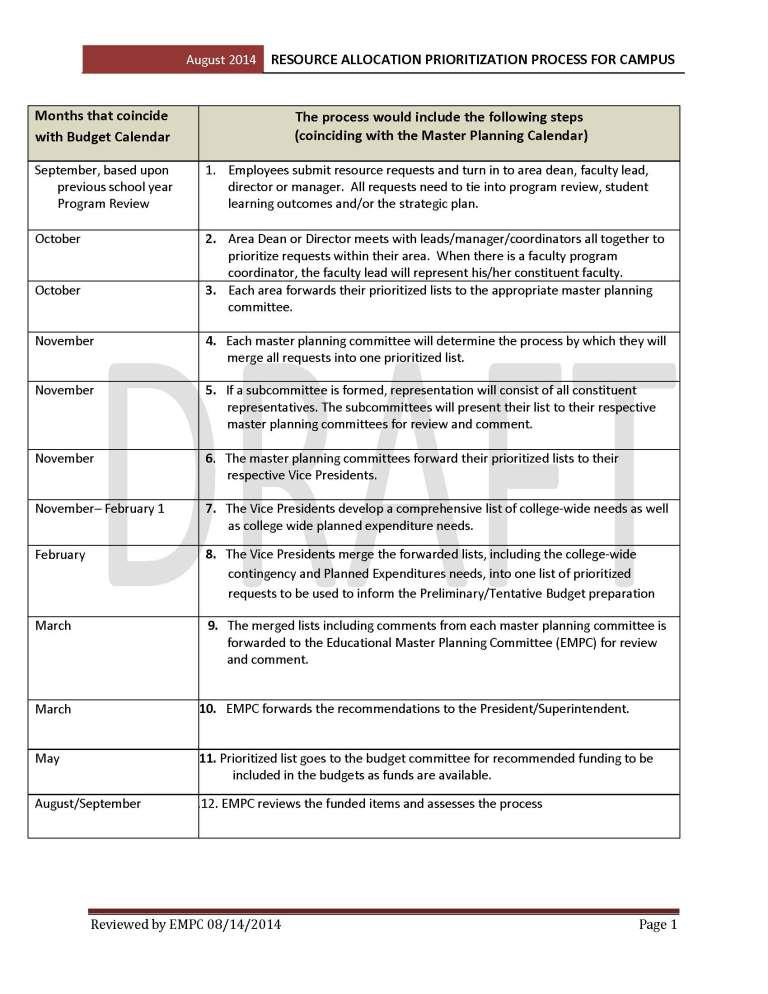 August 2014 RESOURCE ALLOCATION PRIORITIZATION PROCESS FOR CAMPUS
Months that coincide
with Budget Calendar
The process would include the following steps
(coinciding with the Master Planning Calendar)
September, based upon
previous school year
Program Review
1. Employees submit resource requests and turn in to area dean, faculty lead,
director or manager. All requests need to tie into program review, student
learning outcomes and/or the strategic plan.
October
2. Area Dean or Director meets with leads/manager/coordinators all together to
prioritize requests within their area. When there is a faculty program
coordinator, the faculty lead will represent his/her constituent faculty.
October
3. Each area forwards their prioritized lists to the appropriate master planning
committee.
November
4. Each master planning committee will determine the process by which they will
merge all requests into one prioritized list.
November
5. If a subcommittee is formed, representation will consist of all constituent
representatives. The subcommittees will present their list to their respective
master planning committees for review and comment.
November
6. The master planning committees forward their prioritized lists to their
respective Vice Presidents.
November– February 1
7. The Vice Presidents develop a comprehensive list of college-wide needs as well
as college wide planned expenditure needs.
February
8. The Vice Presidents merge the forwarded lists, including the college-wide
contingency and Planned Expenditures needs, into one list of prioritized
requests to be used to inform the Preliminary/Tentative Budget preparation
March
9. The merged lists including comments from each master planning committee is
forwarded to the Educational Master Planning Committee (EMPC) for review
and comment.
March
10. EMPC forwards the recommendations to the President/Superintendent.
May
11. Prioritized list goes to the budget committee for recommended funding to be
included in the budgets as funds are available.
August/September
.12. EMPC reviews the funded items and assesses the process
DRAFT
Reviewed by EMPC 08/14/2014 Page 1